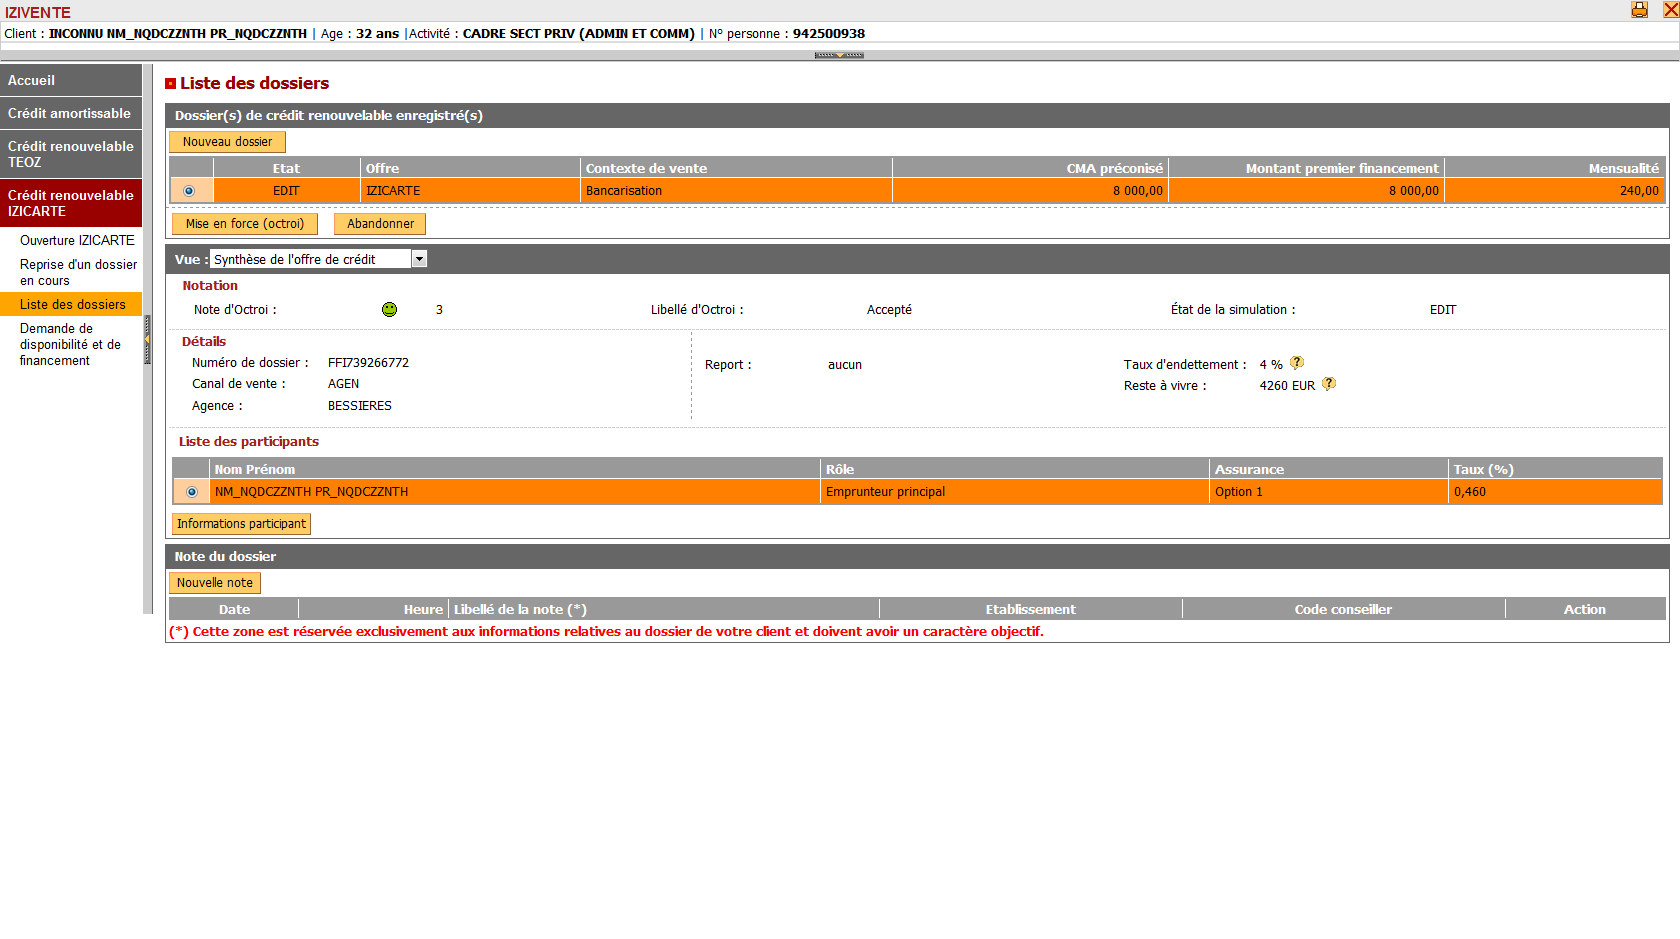 IZIVENTE
Client : INCONNU NM_NQDCZZNTH PR_NQDCZZNTH | Age : 32 ans |Activité : CADRE SECT PRIV (ADMIN ET COMM) | N° personne : 942500938
Accueil
Crédit amortissable
Crédit renouvelable
TEOZ
Crédit renouvelable
IZICARTE
Ouverture IZICARTE
Reprise d'un dossier
en cours
Liste des dossiers
Demande de
disponibilité et de
financement
Liste des dossiers
Dossier(s) de crédit renouvelable enregistré(s)
Nouveau dossier
Etat Offre Contexte de vente CMA préconisé Montant premier financement Mensualité
EDIT IZICARTE Bancarisation 8 000,00 8 000,00 240,00
Mise en force (octroi) Abandonner
Vue : Synthèse de l'offre de crédit
Notation
Note d'Octroi : 3 Libellé d'Octroi : Accepté État de la simulation : EDIT
Détails
Numéro de dossier : FFI739266772 Report : aucun Taux d'endettement : 4 %
Canal de vente : AGEN Reste à vivre : 4260 EUR
Agence : BESSIERES
Liste des participants
Nom Prénom Rôle Assurance Taux (%)
NM_NQDCZZNTH PR_NQDCZZNTH Emprunteur principal Option 1 0,460
Informations participant
Note du dossier
Nouvelle note
Date Heure Libellé de la note (*) Etablissement Code conseiller Action
(*) Cette zone est réservée exclusivement aux informations relatives au dossier de votre client et doivent avoir un caractère objectif.